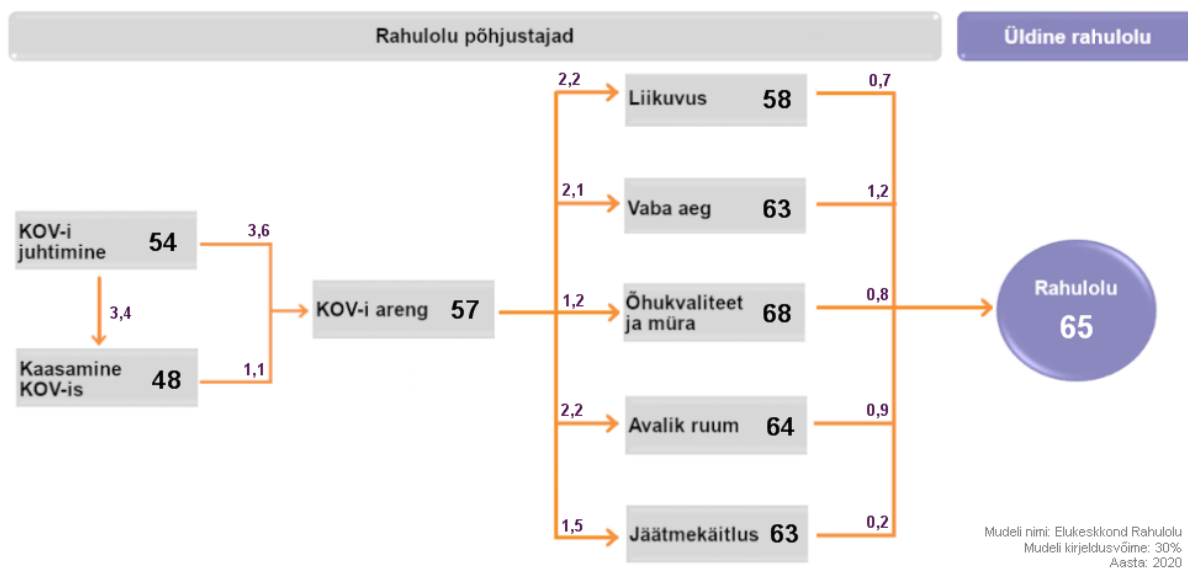 Rahulolu põhjustajad
Üldine rahulolu
2,2
Liikuvus 58
0,7
2,1
Vaba aeg 63
1,2
KOV-i
juhtimine 54
3,6
3,4
KOV-i areng 57
1,2
Õhukvaliteet
ja müra 68
0,8
Rahulolu
65
Kaasamine
KOV-is 48
1,1
2,2
Avalik ruum 64
0,9
1,5
Jäätmekäitlus 63
0,2
Mudeli nimi: Elukeskkond Rahulolu
Mudeli kirjeldusvõime: 30%
Aasta: 2020